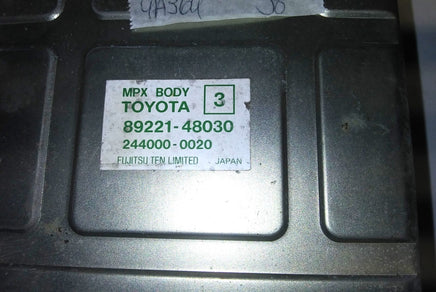 MPX BODY 3
TOYOTA
89221-48030
244000-0020
FUJITSU TEN LIMITED JAPAN